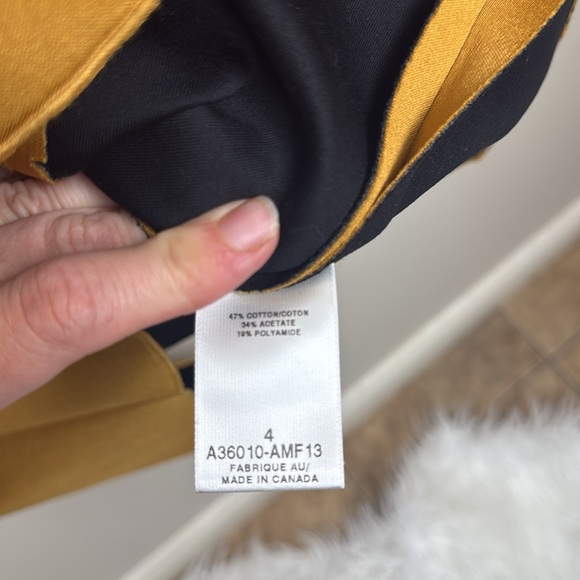 47% COTTON/COTON
34% ACETATE
19% POLYAMIDE
4
A36010-AMF13
FABRIQUE AU/
MADE IN CANADA